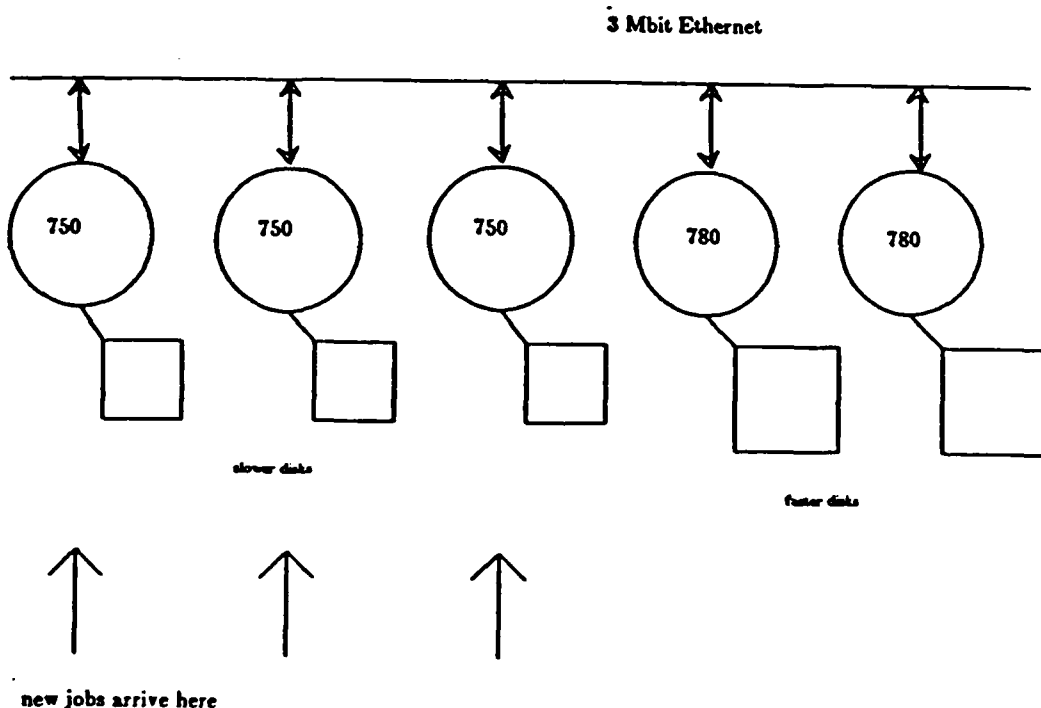 3 Mbit Ethernet
750 750 750 780 780
slower disks
faster disks
new jobs arrive here